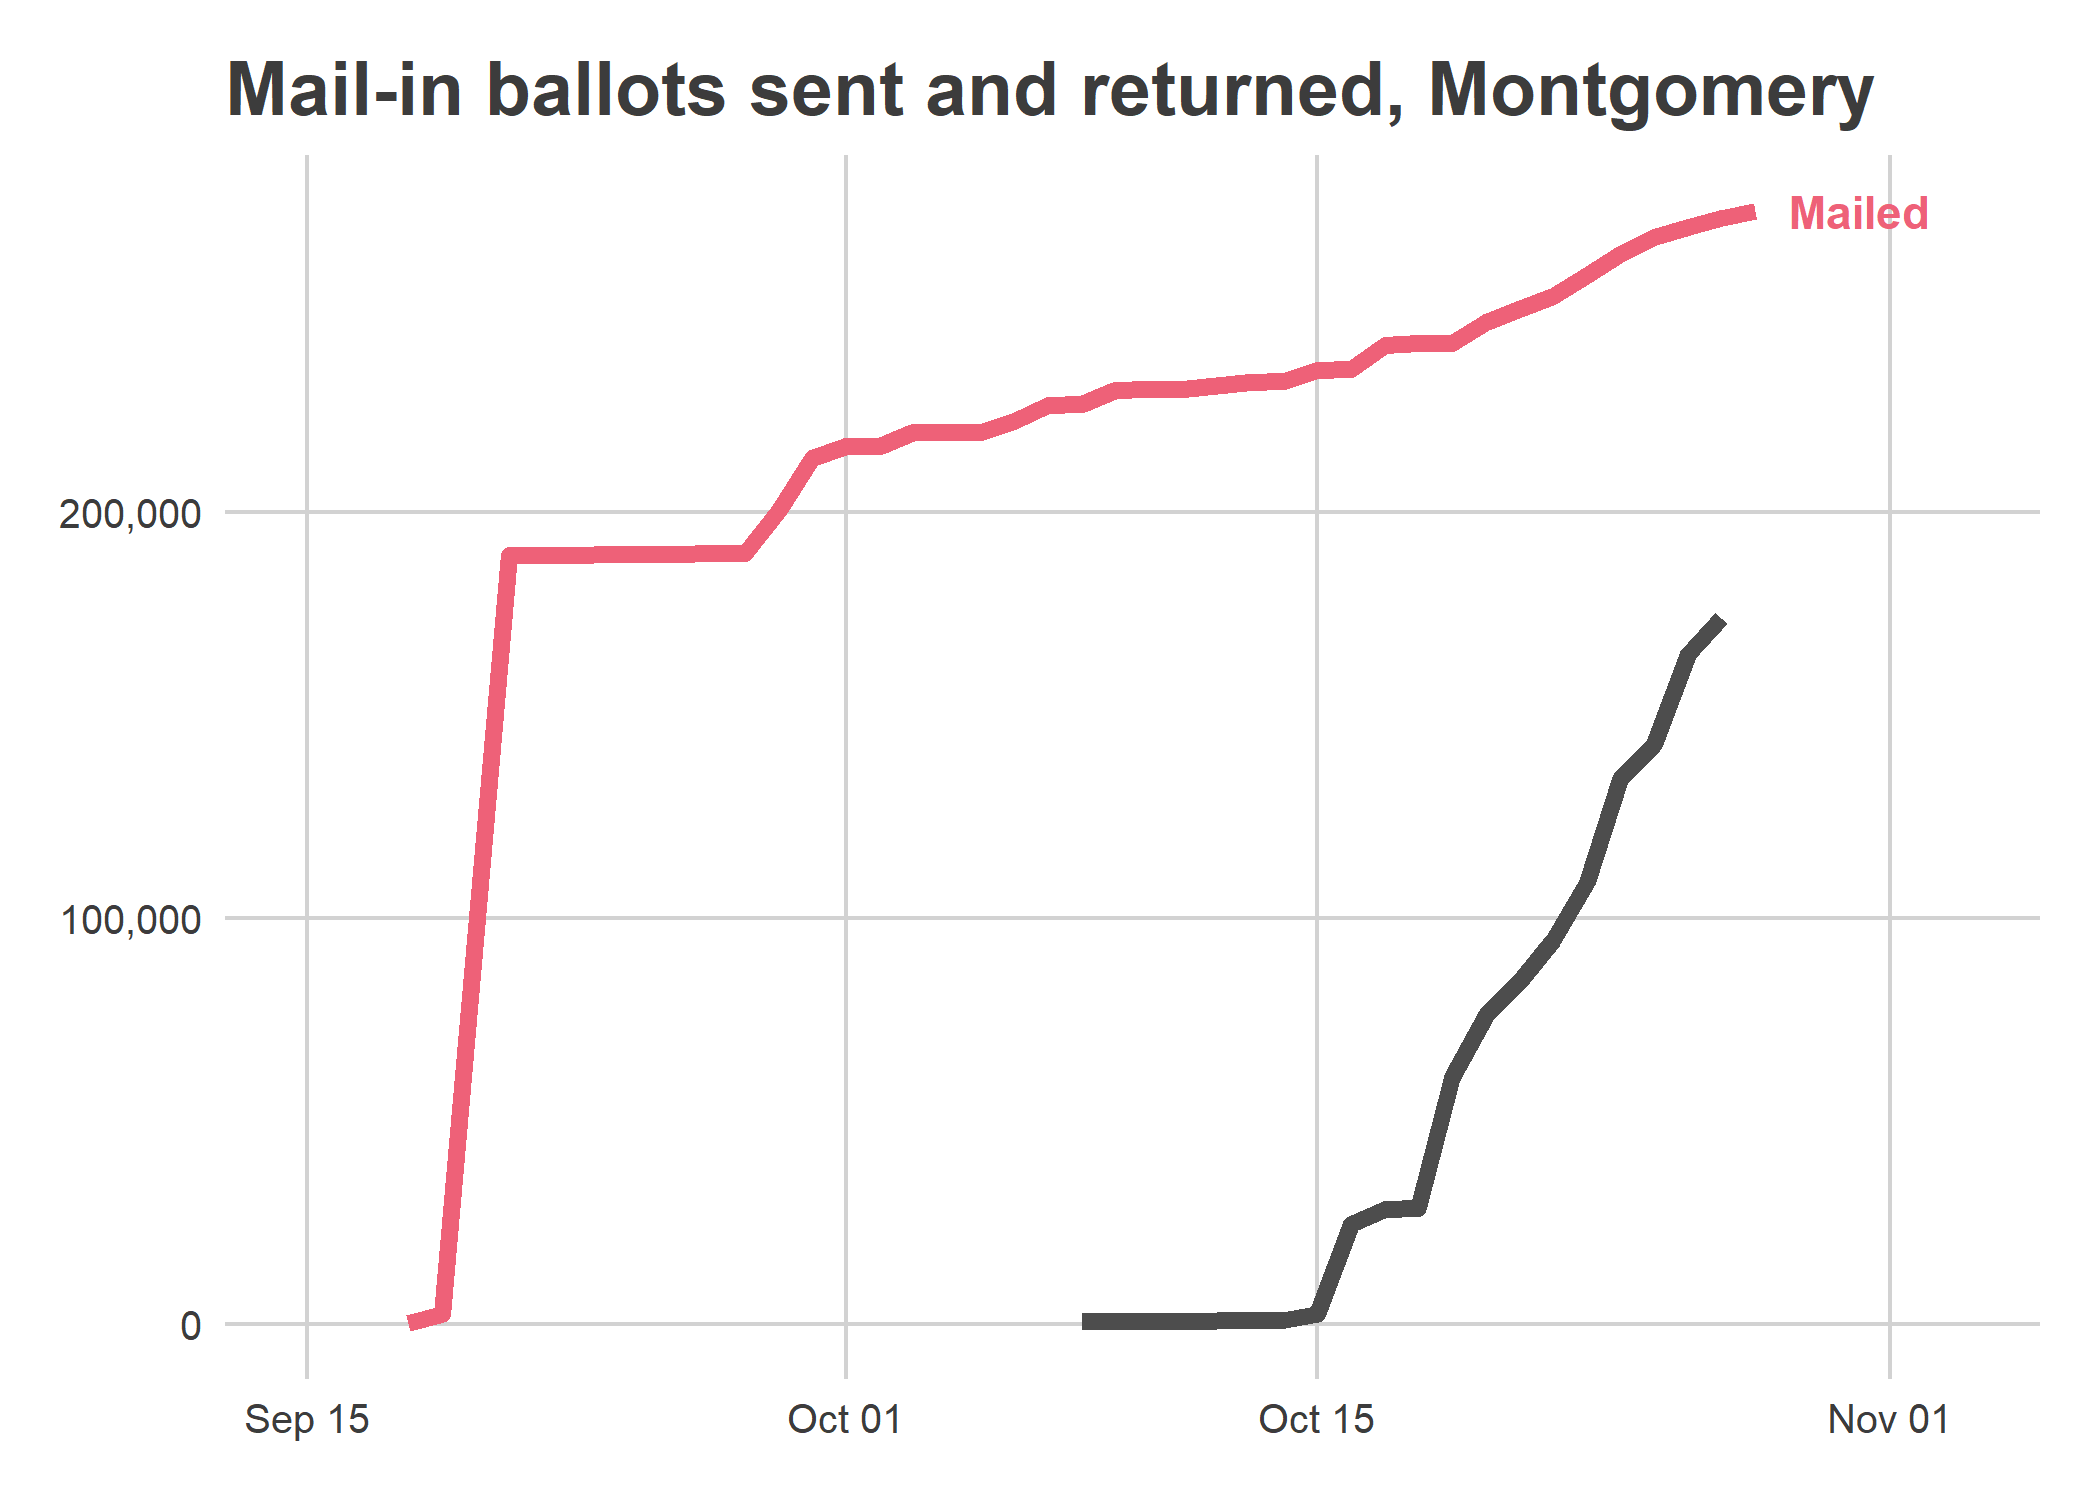 Mail-in ballots sent and returned, Montgomery
Mailed
200,000
100,000
0
Sep 15
Oct 01
Oct 15
Nov 01